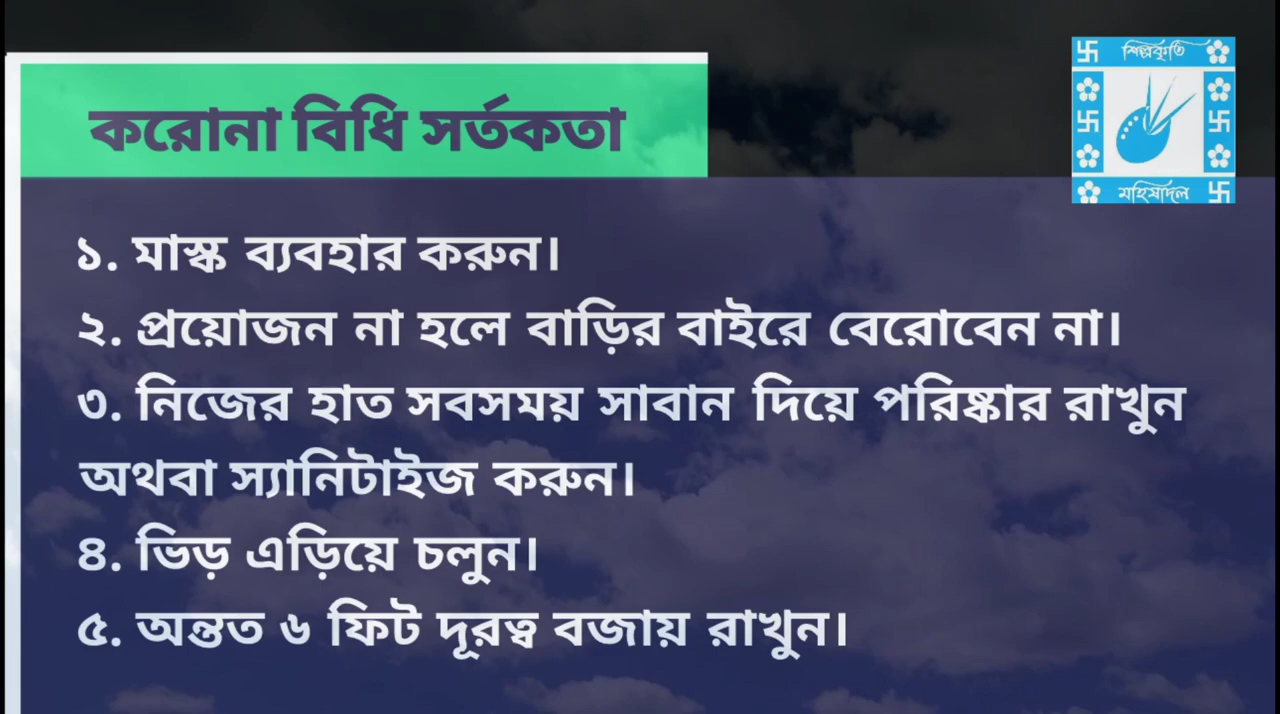 শিল্পকৃতি
মহিষাদল
করোনা বিধি সর্তকতা
১. মাস্ক ব্যবহার করুন।
২. প্রয়োজন না হলে বাড়ির বাইরে বেরোবেন না।
৩. নিজের হাত সবসময় সাবান দিয়ে পরিষ্কার রাখুন
অথবা স্যানিটাইজ করুন।
৪. ভিড় এড়িয়ে চলুন।
৫. অন্তত ৬ ফিট দূরত্ব বজায় রাখুন।